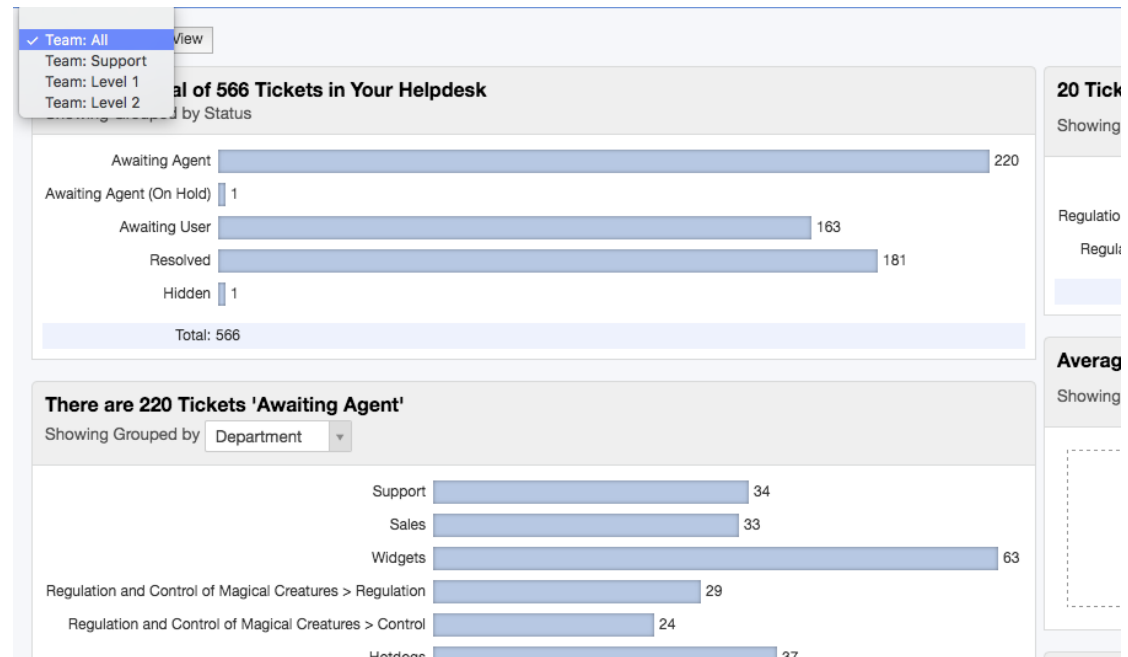 ✓ Team: All
View
Team: Support
Team: Level 1
Team: Level 2
al of 566 Tickets in Your Helpdesk
Showing Grouped by Status
Awaiting Agent 220
Awaiting Agent (On Hold) 1
Awaiting User 163
Resolved 181
Hidden 1
Total: 566
There are 220 Tickets 'Awaiting Agent'
Showing Grouped by Department
Support 34
Sales 33
Widgets 63
Regulation and Control of Magical Creatures > Regulation 29
Regulation and Control of Magical Creatures > Control 24
Hotdogs 37
20 Tick
Showing
Regulatio
Regula
Averag
Showing